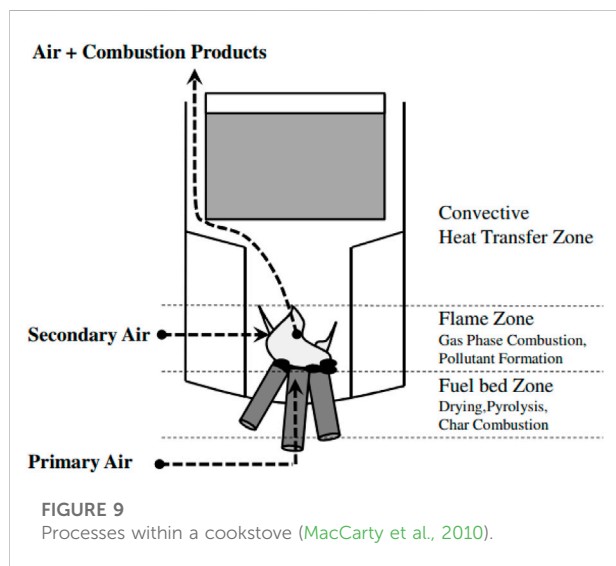 Air + Combustion Products
Convective
Heat Transfer Zone
Secondary Air
Flame Zone
Gas Phase Combustion,
Pollutant Formation
Fuel bed Zone
Drying,Pyrolysis,
Char Combustion
Primary Air
FIGURE 9
Processes within a cookstove (MacCarty et al., 2010).